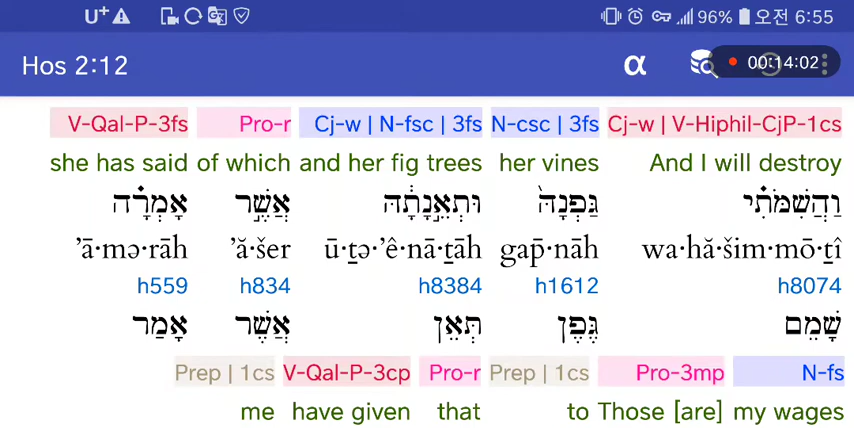 U+ 96% 오전 6:55
Hos 2:12 α 00:14:02
V-Qal-P-3fs Pro-r Cj-w | N-fsc | 3fs N-csc | 3fs Cj-w | V-Hiphil-CjP-1cs
she has said of which and her fig trees her vines And I will destroy
וַהֲשִׁמֹּתִ֗י גַּפְנָהּ֙ וּתְאֵ֣נָתָ֔הּ אֲשֶׁ֣ר אָמְרָ֗ה
’ā·mə·rāh ’ă·šer ū·ṯə·’ê·nā·ṯāh gap̄·nāh wa·hă·šim·mō·ṯî
h559 h834 h8384 h1612 h8074
שָׁמֵם גֶּפֶן תְּאֵן אֲשֶׁר אָמַר
Prep | 1cs V-Qal-P-3cp Pro-r Prep | 1cs Pro-3mp N-fs
me have given that to Those [are] my wages